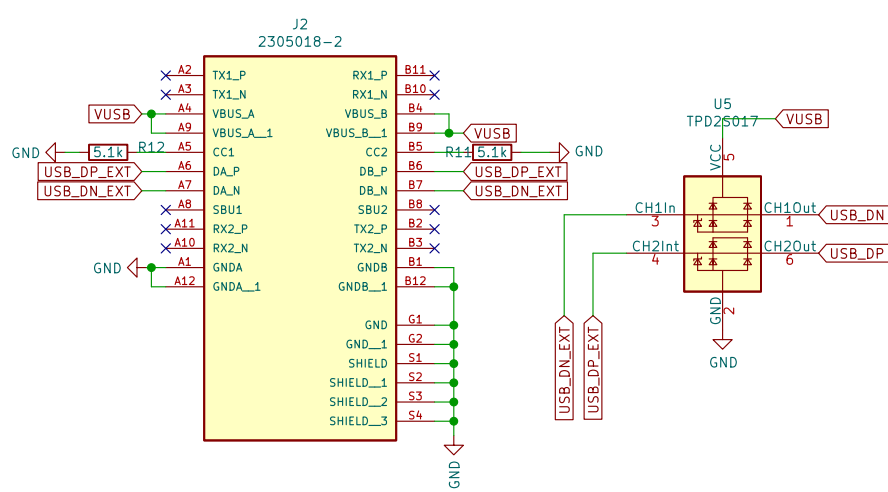 J2
2305018-2
A2 TX1_P RX1_P B11
A3 TX1_N RX1_N B10
VUSB A4 VBUS_A VBUS_B B4
A9 VBUS_A__1 VBUS_B__1 B9 VUSB
GND 5.1k R12 A5 CC1 CC2 B5 R11 5.1k GND
USB_DP_EXT A6 DA_P DB_P B6 USB_DP_EXT
USB_DN_EXT A7 DA_N DB_N B7 USB_DN_EXT
A8 SBU1 SBU2 B8
A11 RX2_P TX2_P B2
A10 RX2_N TX2_N B3
GND A1 GNDA GNDB B1
A12 GNDA__1 GNDB__1 B12
GND G1
GND__1 G2
SHIELD S1
SHIELD__1 S2
SHIELD__2 S3
SHIELD__3 S4
GND
U5
TPD2S017
VUSB
VCC
5
CH1In CH1Out
3 1
USB_DN
CH2Int CH2Out
4 6
USB_DP
GND
2
GND
USB_DN_EXT
USB_DP_EXT